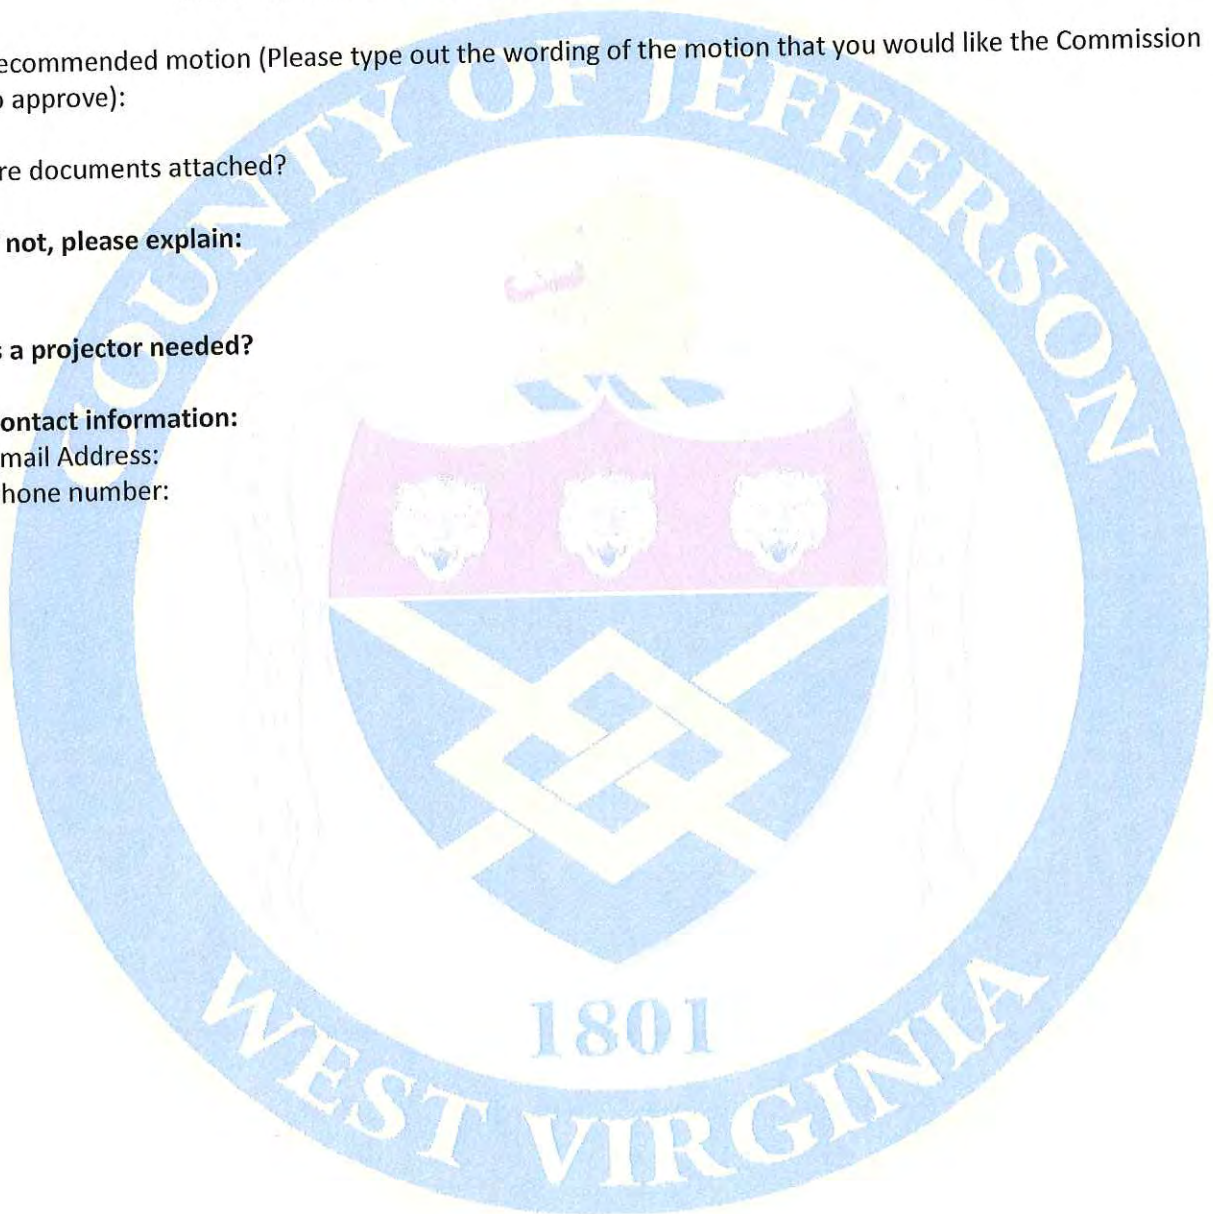 ecommended motion (Please type out the wording of the motion that you would like the Commission
o approve):
re documents attached?
not, please explain:
s a projector needed?
ontact information:
mail Address:
hone number:
COUNTY OF JEFFERSON
1801
WEST VIRGINIA